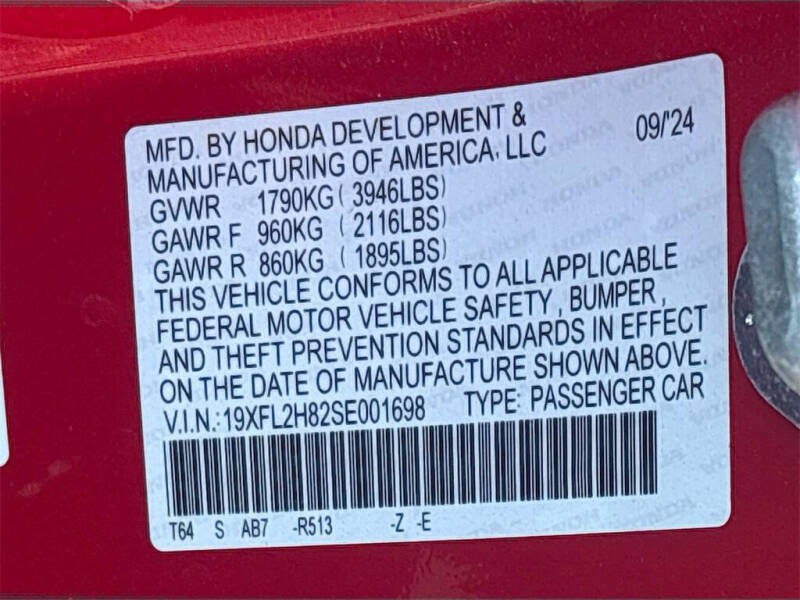 MFD. BY HONDA DEVELOPMENT &
MANUFACTURING OF AMERICA, LLC 09/'24
GVWR 1790KG ( 3946LBS)
GAWR F 960KG ( 2116LBS)
GAWR R 860KG ( 1895LBS)
THIS VEHICLE CONFORMS TO ALL APPLICABLE
FEDERAL MOTOR VEHICLE SAFETY, BUMPER,
AND THEFT PREVENTION STANDARDS IN EFFECT
ON THE DATE OF MANUFACTURE SHOWN ABOVE.
V.I.N.:19XFL2H82SE001698 TYPE: PASSENGER CAR
T64 S AB7 -R513 -Z -E